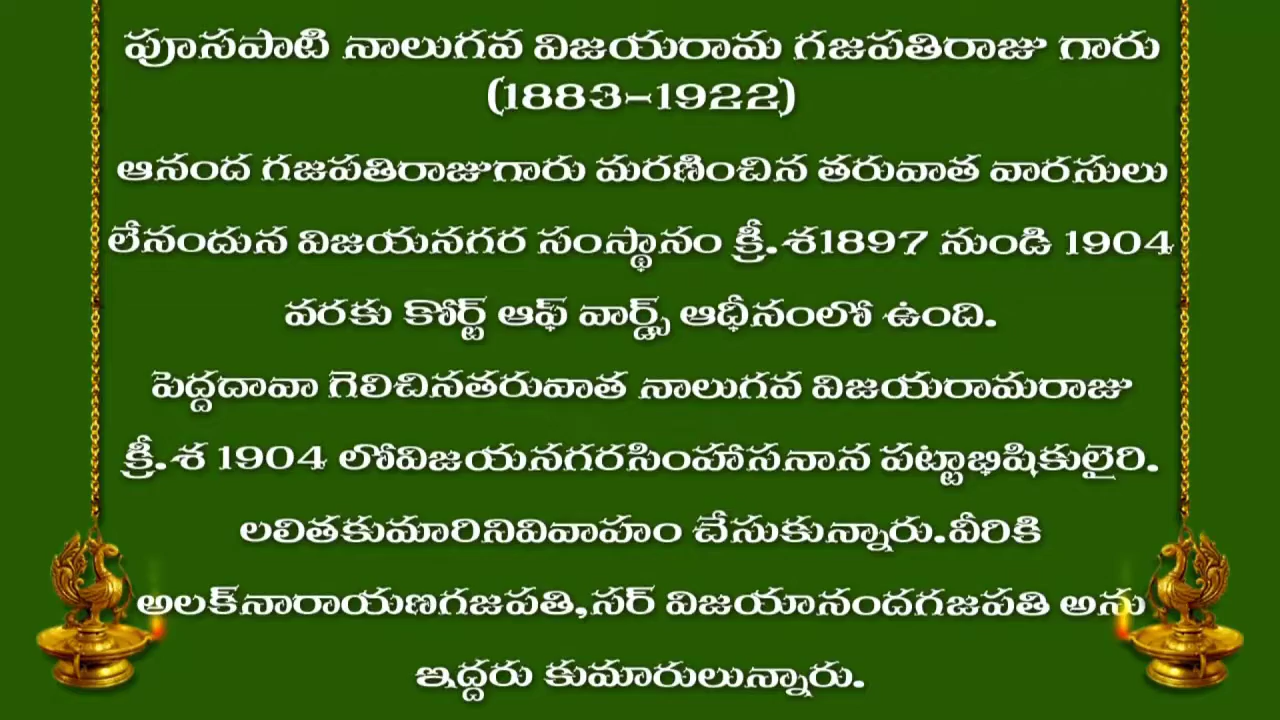 పూసపాటి నాలుగవ విజయరామ గజపతిరాజు గారు
(1883-1922)
ఆనంద గజపతిరాజుగారు మరణించిన తరువాత వారసులు
లేనందున విజయనగర సంస్థానం క్రీ.శ1897 నుండి 1904
వరకు కోర్ట్ ఆఫ్ వార్డ్స్ ఆధీనంలో ఉంది.
పెద్దదావా గెలిచినతరువాత నాలుగవ విజయరామరాజు
క్రీ.శ 1904 లోవిజయనగరసింహాసనాన పట్టాభిషికులైరి.
లలితకుమారినివివాహం చేసుకున్నారు.వీరికి
అలక్‌నారాయణగజపతి,సర్ విజయానందగజపతి అను
ఇద్దరు కుమారులున్నారు.